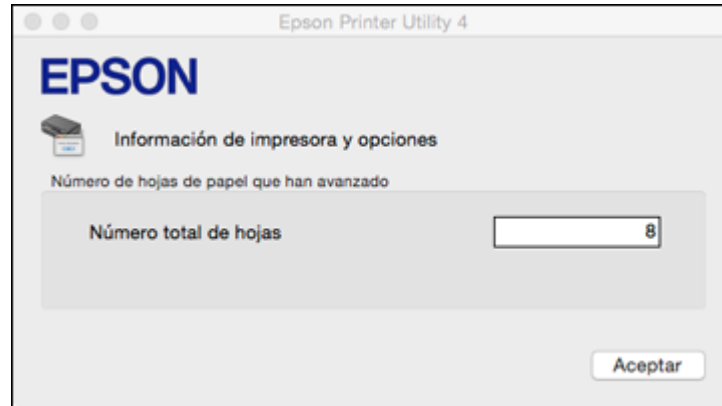 Epson Printer Utility 4
EPSON
Información de impresora y opciones
Número de hojas de papel que han avanzado
Número total de hojas 8
Aceptar